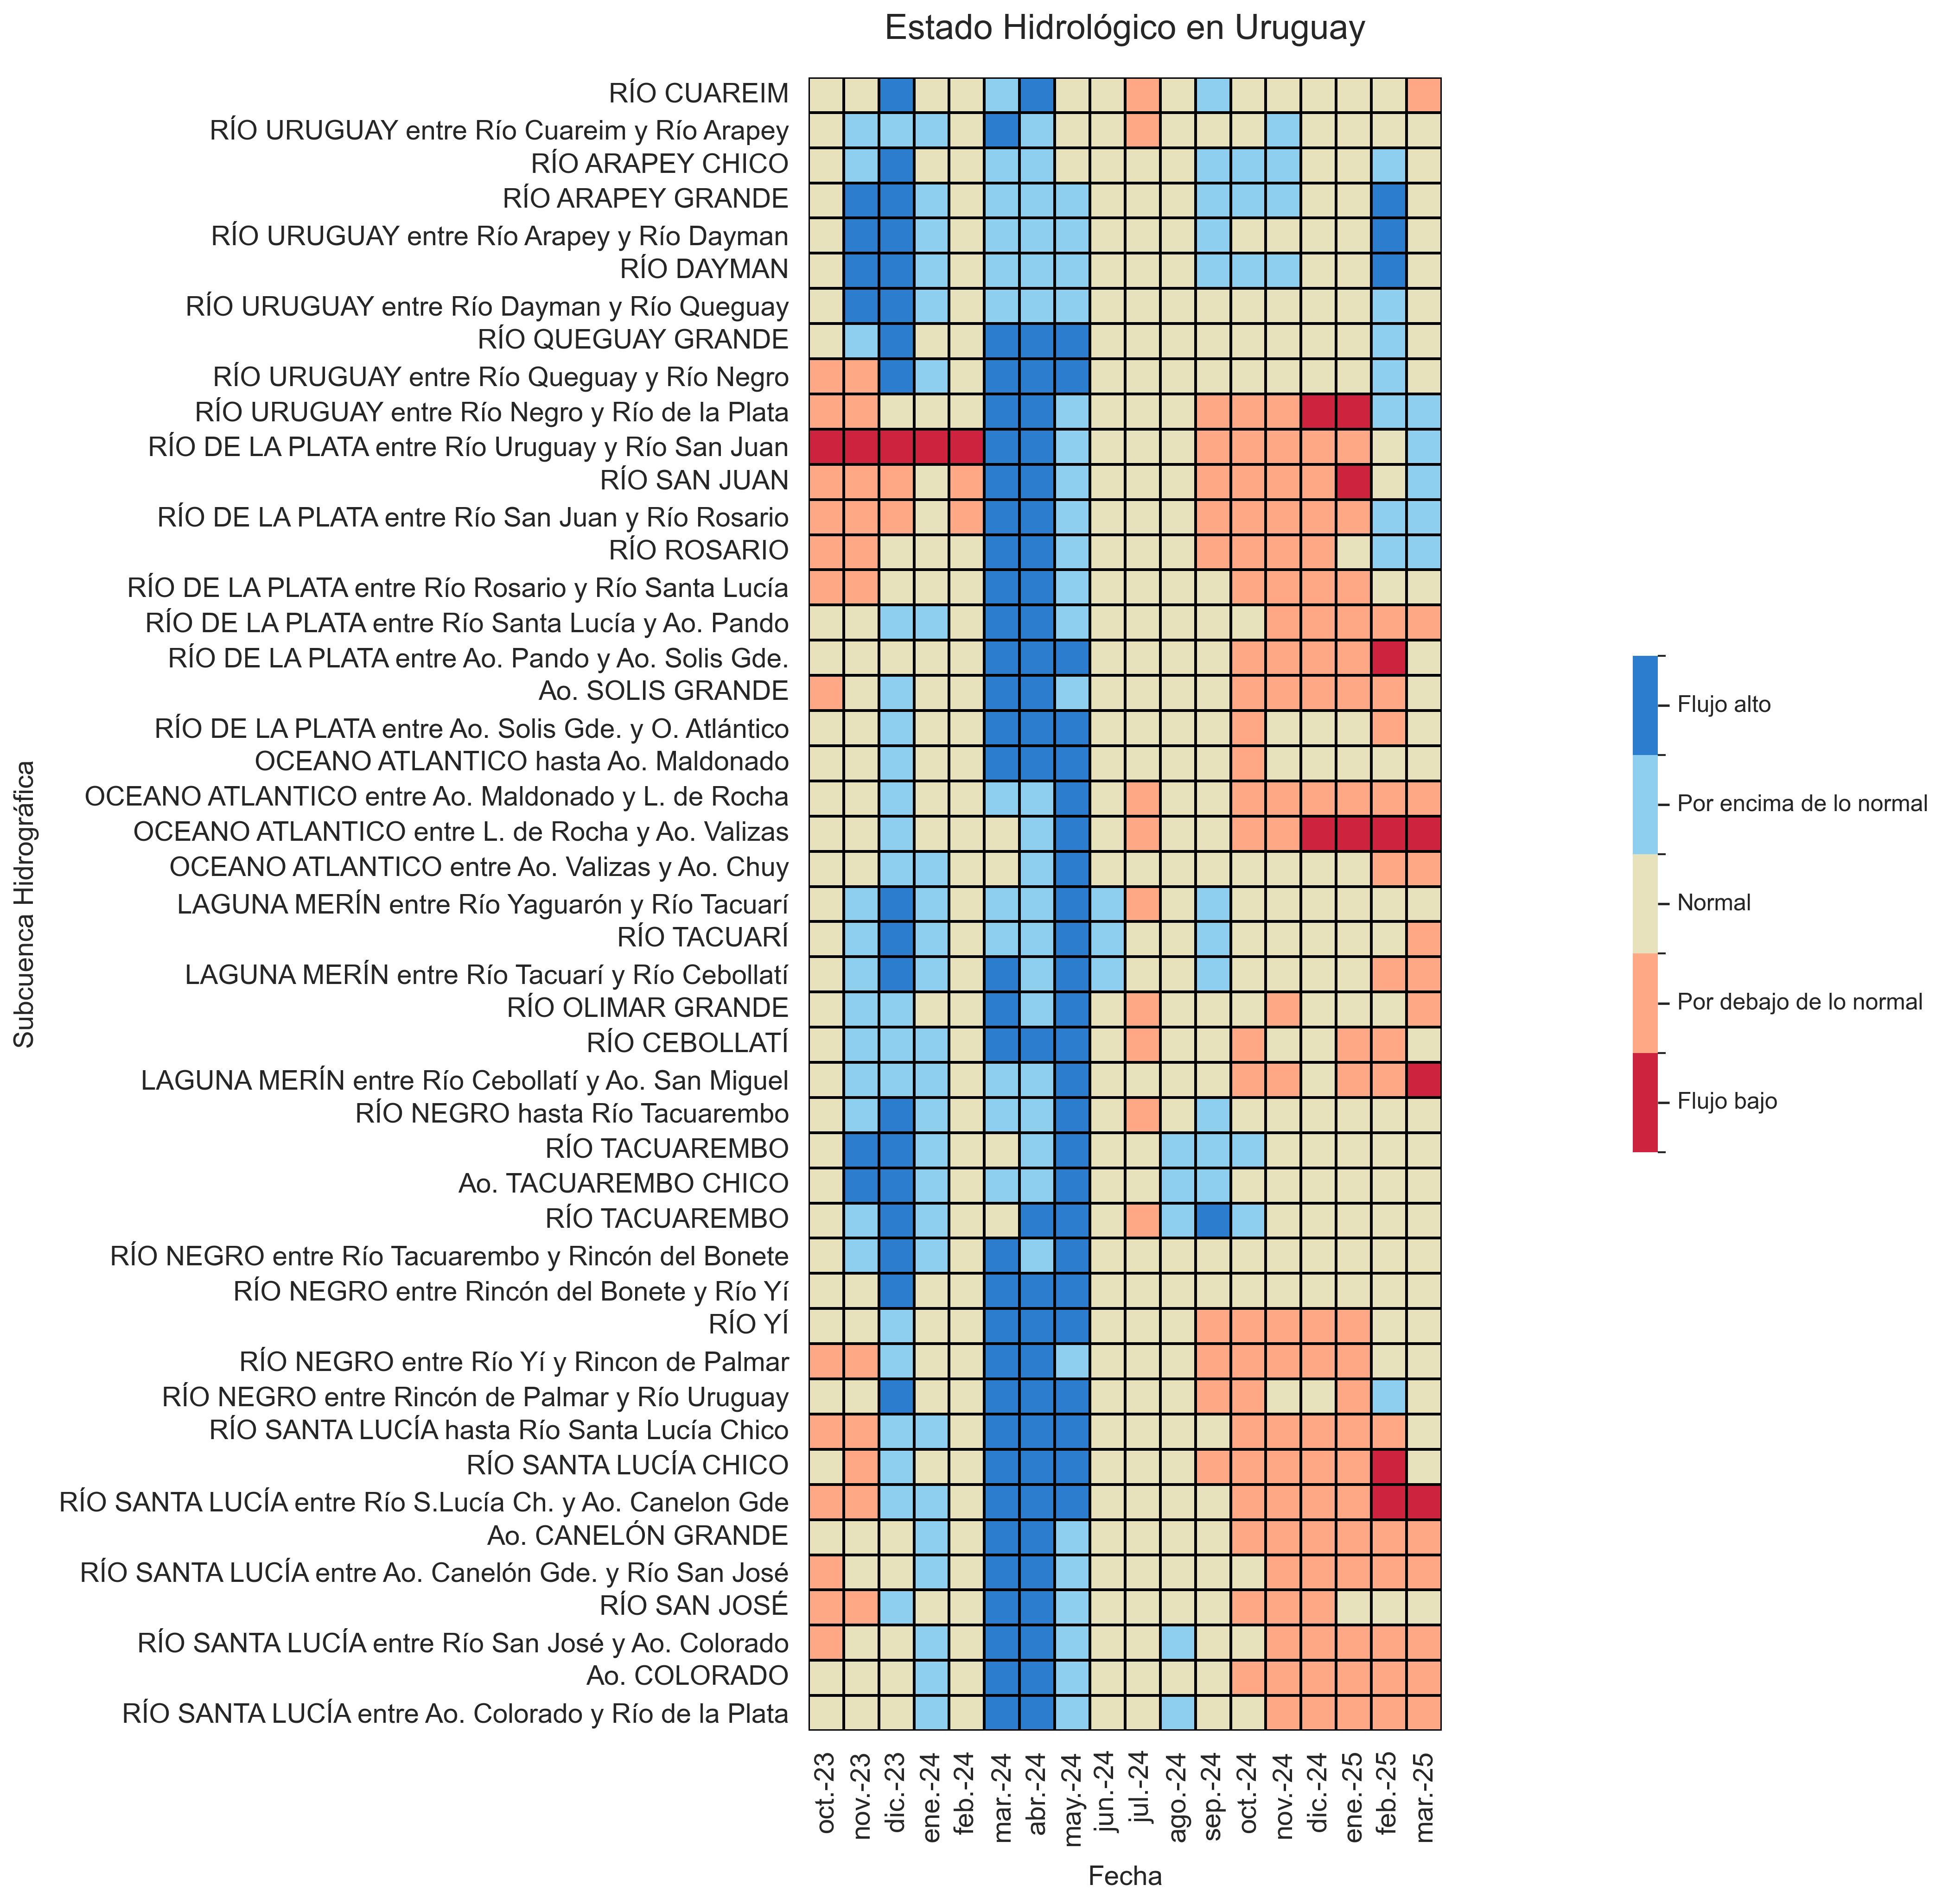 Estado Hidrológico en Uruguay
RÍO CUAREIM
RÍO URUGUAY entre Río Cuareim y Río Arapey
RÍO ARAPEY CHICO
RÍO ARAPEY GRANDE
RÍO URUGUAY entre Río Arapey y Río Dayman
RÍO DAYMAN
RÍO URUGUAY entre Río Dayman y Río Queguay
RÍO QUEGUAY GRANDE
RÍO URUGUAY entre Río Queguay y Río Negro
RÍO URUGUAY entre Río Negro y Río de la Plata
RÍO DE LA PLATA entre Río Uruguay y Río San Juan
RÍO SAN JUAN
RÍO DE LA PLATA entre Río San Juan y Río Rosario
RÍO ROSARIO
RÍO DE LA PLATA entre Río Rosario y Río Santa Lucía
RÍO DE LA PLATA entre Río Santa Lucía y Ao. Pando
RÍO DE LA PLATA entre Ao. Pando y Ao. Solis Gde.
Ao. SOLIS GRANDE
RÍO DE LA PLATA entre Ao. Solis Gde. y O. Atlántico
OCEANO ATLANTICO hasta Ao. Maldonado
OCEANO ATLANTICO entre Ao. Maldonado y L. de Rocha
OCEANO ATLANTICO entre L. de Rocha y Ao. Valizas
OCEANO ATLANTICO entre Ao. Valizas y Ao. Chuy
LAGUNA MERÍN entre Río Yaguarón y Río Tacuarí
RÍO TACUARÍ
LAGUNA MERÍN entre Río Tacuarí y Río Cebollatí
RÍO OLIMAR GRANDE
RÍO CEBOLLATÍ
LAGUNA MERÍN entre Río Cebollatí y Ao. San Miguel
RÍO NEGRO hasta Río Tacuarembo
RÍO TACUAREMBO
Ao. TACUAREMBO CHICO
RÍO TACUAREMBO
RÍO NEGRO entre Río Tacuarembo y Rincón del Bonete
RÍO NEGRO entre Rincón del Bonete y Río Yí
RÍO YÍ
RÍO NEGRO entre Río Yí y Rincon de Palmar
RÍO NEGRO entre Rincón de Palmar y Río Uruguay
RÍO SANTA LUCÍA hasta Río Santa Lucía Chico
RÍO SANTA LUCÍA CHICO
RÍO SANTA LUCÍA entre Río S.Lucía Ch. y Ao. Canelon Gde
Ao. CANELÓN GRANDE
RÍO SANTA LUCÍA entre Ao. Canelón Gde. y Río San José
RÍO SAN JOSÉ
RÍO SANTA LUCÍA entre Río San José y Ao. Colorado
Ao. COLORADO
RÍO SANTA LUCÍA entre Ao. Colorado y Río de la Plata
Subcuenca Hidrográfica
oct.-23
nov.-23
dic.-23
ene.-24
feb.-24
mar.-24
abr.-24
may.-24
jun.-24
jul.-24
ago.-24
sep.-24
oct.-24
nov.-24
dic.-24
ene.-25
feb.-25
mar.-25
Fecha
Flujo alto
Por encima de lo normal
Normal
Por debajo de lo normal
Flujo bajo